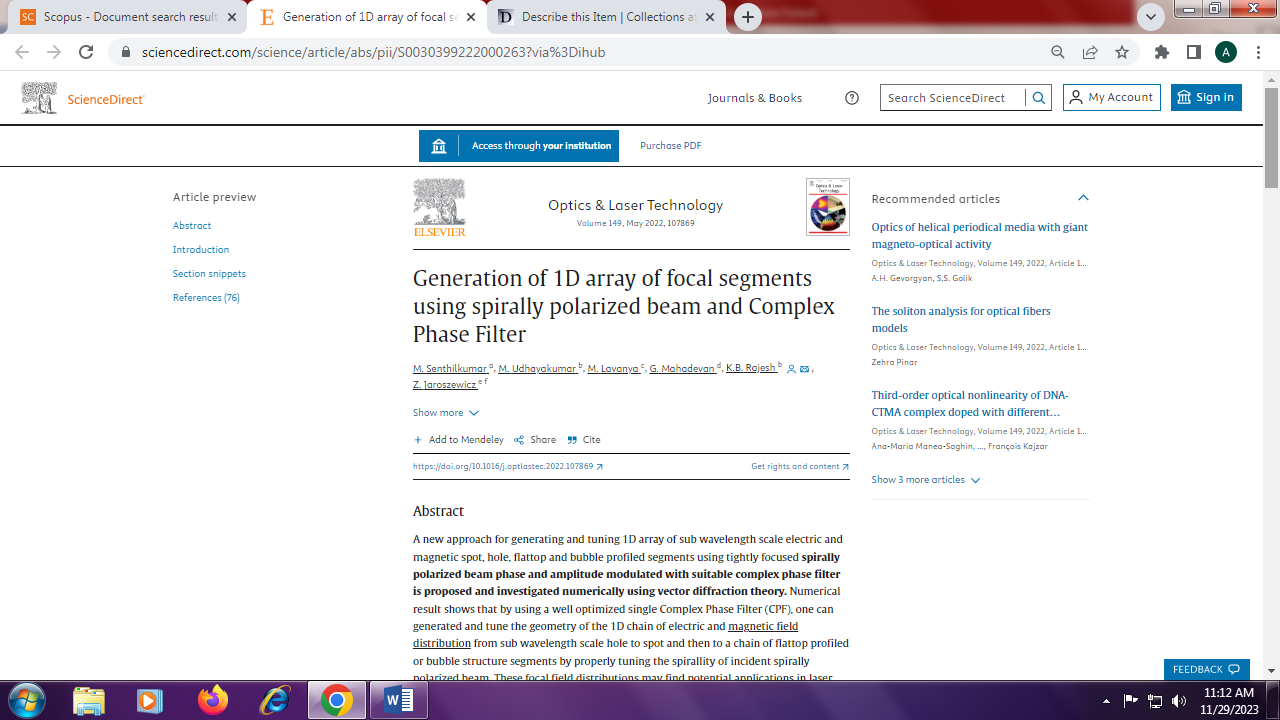 Scopus - Document search result
Generation of 1D array of focal se
Describe this Item | Collections at
sciencedirect.com/science/article/abs/pii/S0030399222000263?via%3Dihub
A
ScienceDirect
Journals & Books
Search ScienceDirect
My Account
Sign in
Access through your institution
Purchase PDF
Article preview
Abstract
Introduction
Section snippets
References (76)
ELSEVIER
Optics & Laser Technology
Volume 149, May 2022, 107869
Optics & Laser Technology
Generation of 1D array of focal segments
using spirally polarized beam and Complex
Phase Filter
M. Senthilkumar a, M. Udhayakumar b, M. Lavanya c, G. Mahadevan d, K.B. Rajesh b ,
Z. Jaroszewicz e f
Show more
+ Add to Mendeley Share Cite
https://doi.org/10.1016/j.optlastec.2022.107869
Get rights and content
Abstract
A new approach for generating and tuning 1D array of sub wavelength scale electric and
magnetic spot, hole, flattop and bubble profiled segments using tightly focused spirally
polarized beam phase and amplitude modulated with suitable complex phase filter
is proposed and investigated numerically using vector diffraction theory. Numerical
result shows that by using a well optimized single Complex Phase Filter (CPF), one can
generated and tune the geometry of the 1D chain of electric and magnetic field
distribution from sub wavelength scale hole to spot and then to a chain of flattop profiled
or bubble structure segments by properly tuning the spirallity of incident spirally
polarized beam. These focal field distributions may find potential applications in laser
Recommended articles
Optics of helical periodical media with giant
magneto-optical activity
Optics & Laser Technology, Volume 149, 2022, Article 1...
A.H. Gevorgyan, S.S. Golik
The soliton analysis for optical fibers
models
Optics & Laser Technology, Volume 149, 2022, Article 1...
Zehra Pinar
Third-order optical nonlinearity of DNA-
CTMA complex doped with different…
Optics & Laser Technology, Volume 149, 2022, Article 1...
Ana-Maria Manea-Saghin, …, François Kajzar
Show 3 more articles
FEEDBACK
11:12 AM
11/29/2023